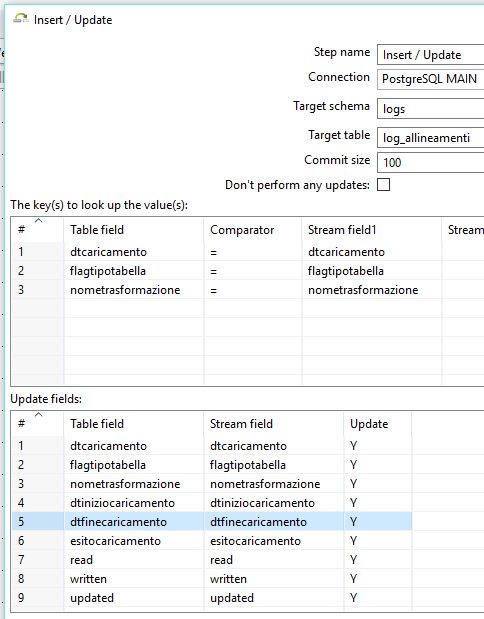 Insert / Update
Step name Insert / Update
Connection PostgreSQL MAIN
Target schema logs
Target table log_allineamenti
Commit size 100
Don't perform any updates:
The key(s) to look up the value(s):
# Table field Comparator Stream field1 Stream
1 dtcaricamento = dtcaricamento
2 flagtipotabella = flagtipotabella
3 nometrasformazione = nometrasformazione
Update fields:
# Table field Stream field Update
1 dtcaricamento dtcaricamento Y
2 flagtipotabella flagtipotabella Y
3 nometrasformazione nometrasformazione Y
4 dtiniziocaricamento dtiniziocaricamento Y
5 dtfinecaricamento dtfinecaricamento Y
6 esitocaricamento esitocaricamento Y
7 read read Y
8 written written Y
9 updated updated Y